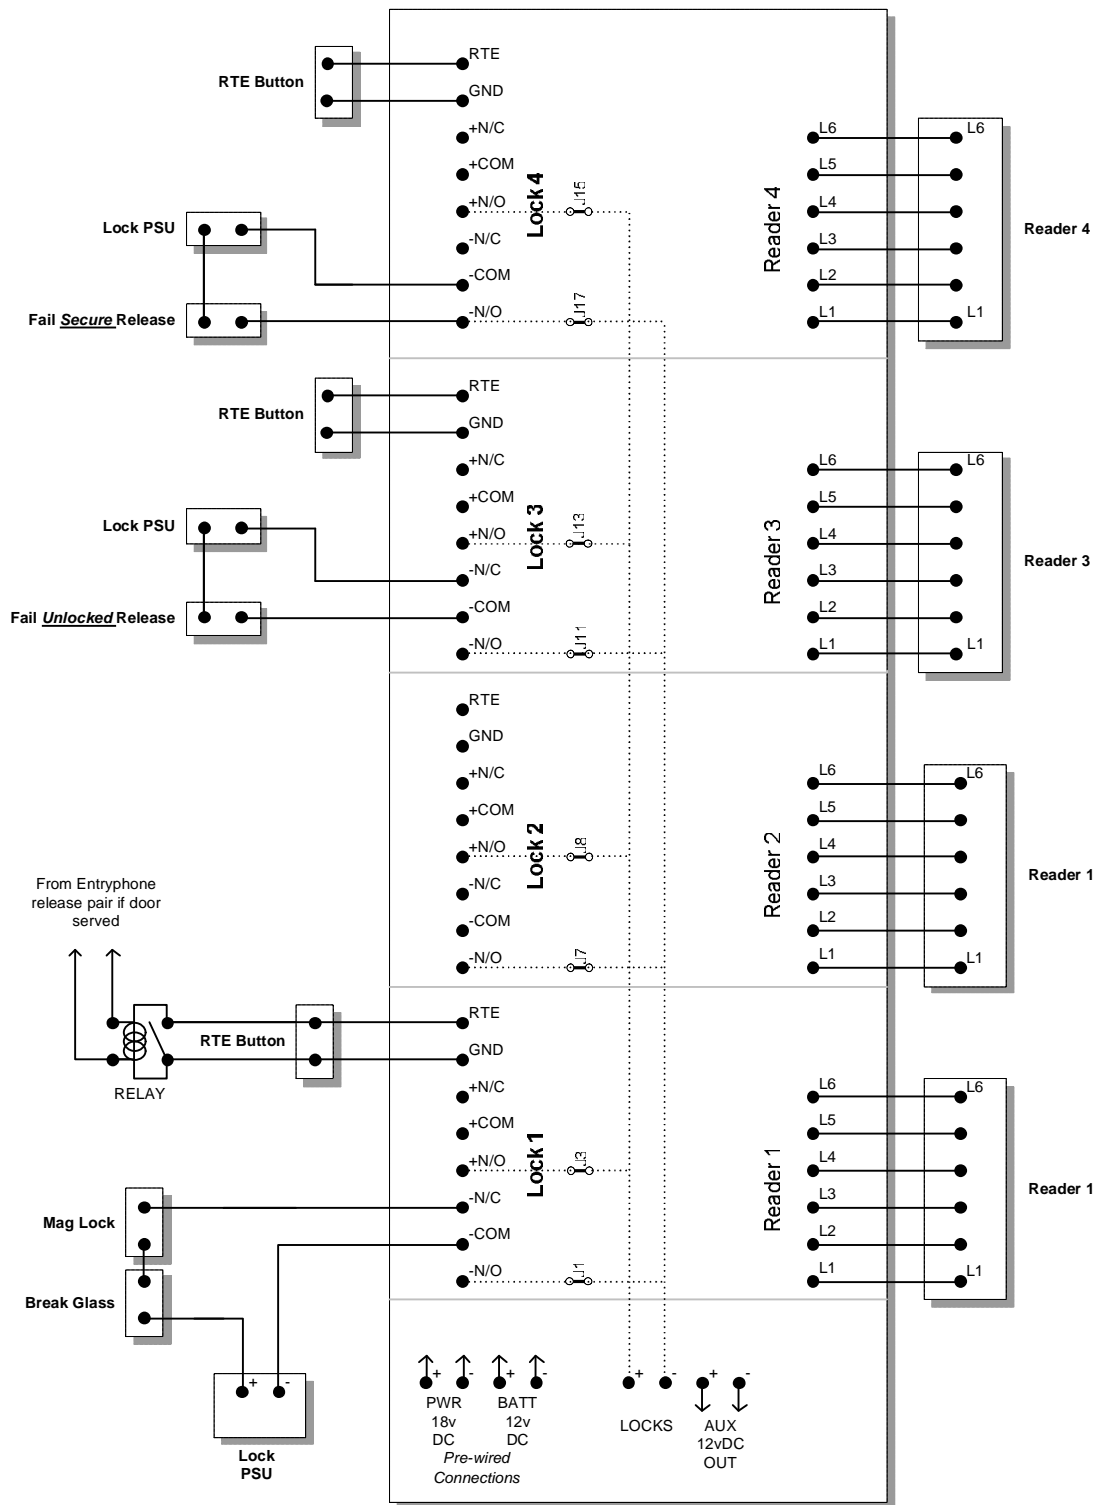 RTE Button
RTE
GND
+N/C
+COM
+N/O
-N/C
-COM
-N/O
Lock 4
J15
J17
Lock PSU
Fail Secure Release
Reader 4
L6
L5
L4
L3
L2
L1
L6
L1
Reader 4
RTE Button
RTE
GND
+N/C
+COM
+N/O
-N/C
-COM
-N/O
Lock 3
J13
J11
Lock PSU
Fail Unlocked Release
Reader 3
L6
L5
L4
L3
L2
L1
L6
L1
Reader 3
RTE
GND
+N/C
+COM
+N/O
-N/C
-COM
-N/O
Lock 2
J8
J7
Reader 2
L6
L5
L4
L3
L2
L1
L6
L1
Reader 1
From Entryphone
release pair if door
served
RELAY
RTE Button
RTE
GND
+N/C
+COM
+N/O
-N/C
-COM
-N/O
Lock 1
J3
J1
Mag Lock
Break Glass
+ -
Lock
PSU
Reader 1
L6
L5
L4
L3
L2
L1
L6
L1
Reader 1
+ -
PWR
18v
DC
+ -
BATT
12v
DC
Pre-wired
Connections
+ -
LOCKS
+ -
AUX
12vDC
OUT